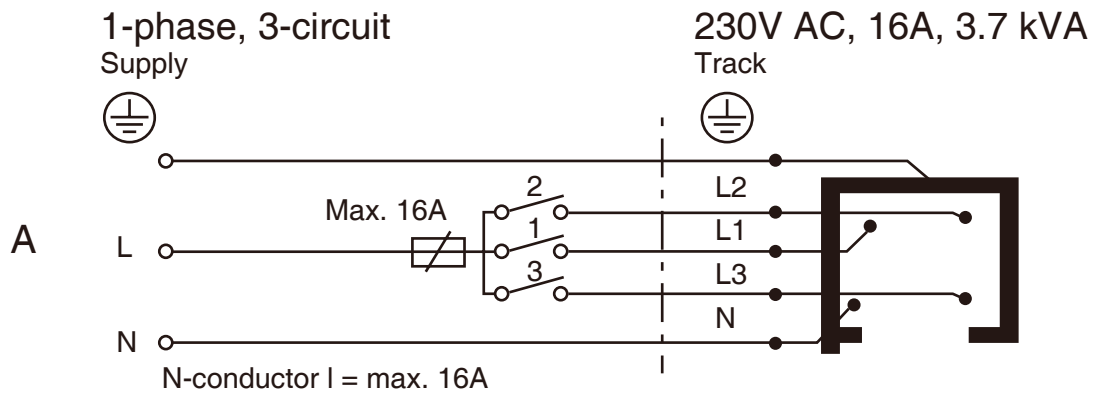 1-phase, 3-circuit
230V AC, 16A, 3.7 kVA
Supply
Track
2
L2
Max. 16A
1
L1
A
L
3
L3
N
N
N-conductor I = max. 16A